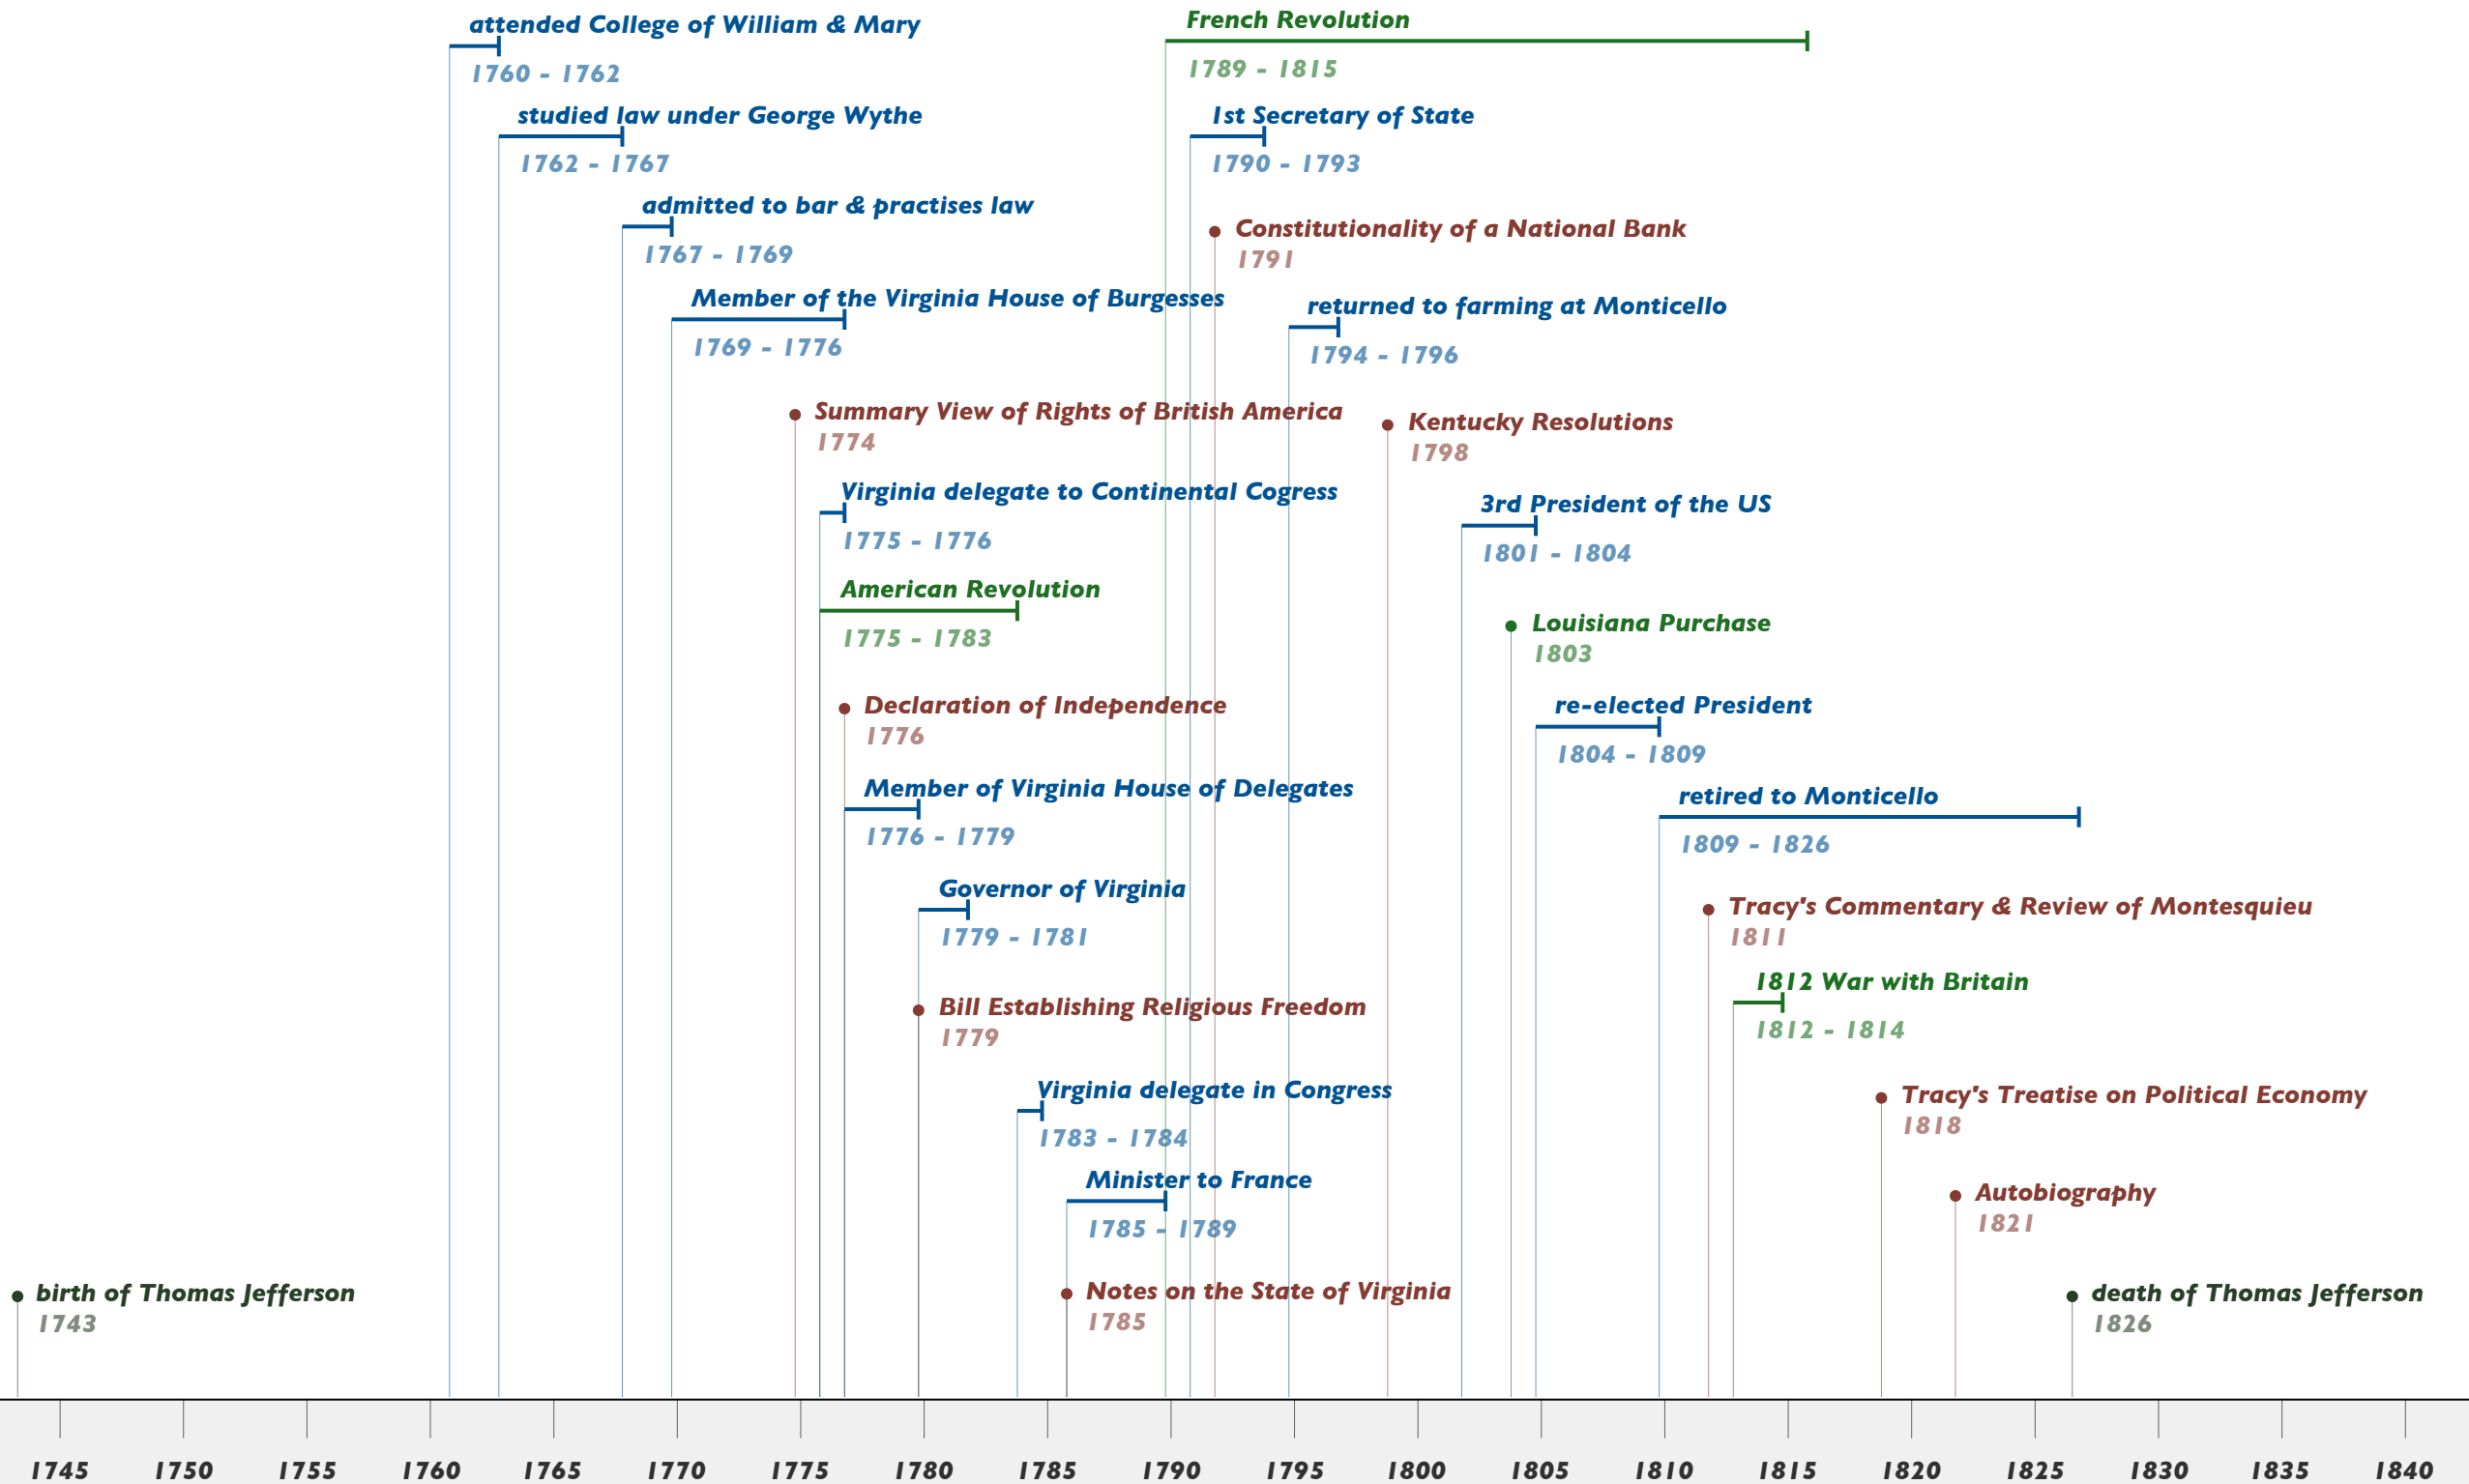 attended College of William & Mary
1760 - 1762
French Revolution
1789 - 1815
studied law under George Wythe
1762 - 1767
1st Secretary of State
1790 - 1793
admitted to bar & practises law
1767 - 1769
Constitutionality of a National Bank
1791
Member of the Virginia House of Burgesses
1769 - 1776
returned to farming at Monticello
1794 - 1796
Summary View of Rights of British America
1774
Kentucky Resolutions
1798
Virginia delegate to Continental Cogress
1775 - 1776
3rd President of the US
1801 - 1804
American Revolution
1775 - 1783
Louisiana Purchase
1803
Declaration of Independence
1776
re-elected President
1804 - 1809
Member of Virginia House of Delegates
1776 - 1779
retired to Monticello
1809 - 1826
Governor of Virginia
1779 - 1781
Tracy's Commentary & Review of Montesquieu
1811
1812 War with Britain
1812 - 1814
Bill Establishing Religious Freedom
1779
Virginia delegate in Congress
1783 - 1784
Tracy's Treatise on Political Economy
1818
Minister to France
1785 - 1789
Autobiography
1821
birth of Thomas Jefferson
1743
Notes on the State of Virginia
1785
death of Thomas Jefferson
1826
1745 1750 1755 1760 1765 1770 1775 1780 1785 1790 1795 1800 1805 1810 1815 1820 1825 1830 1835 1840